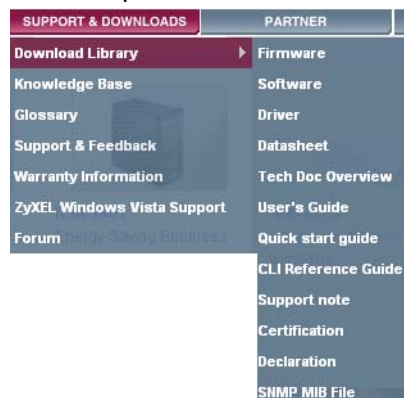 SUPPORT & DOWNLOADS
PARTNER
Download Library
Knowledge Base
Glossary
Support & Feedback
Warranty Information
ZyXEL Windows Vista Support
Forum
Firmware
Software
Driver
Datasheet
Tech Doc Overview
User's Guide
Quick start guide
CLI Reference Guide
Support note
Certification
Declaration
SNMP MIB File